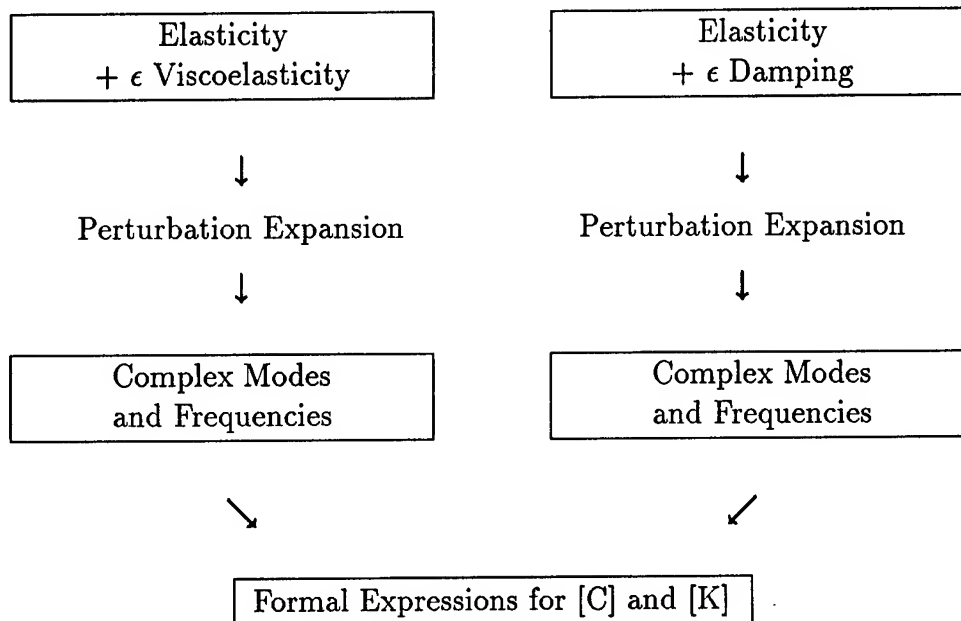 Elasticity
+ ϵ Viscoelasticity
Elasticity
+ ϵ Damping
↓
↓
Perturbation Expansion
Perturbation Expansion
↓
↓
Complex Modes
and Frequencies
Complex Modes
and Frequencies
↘
↙
Formal Expressions for [C] and [K]